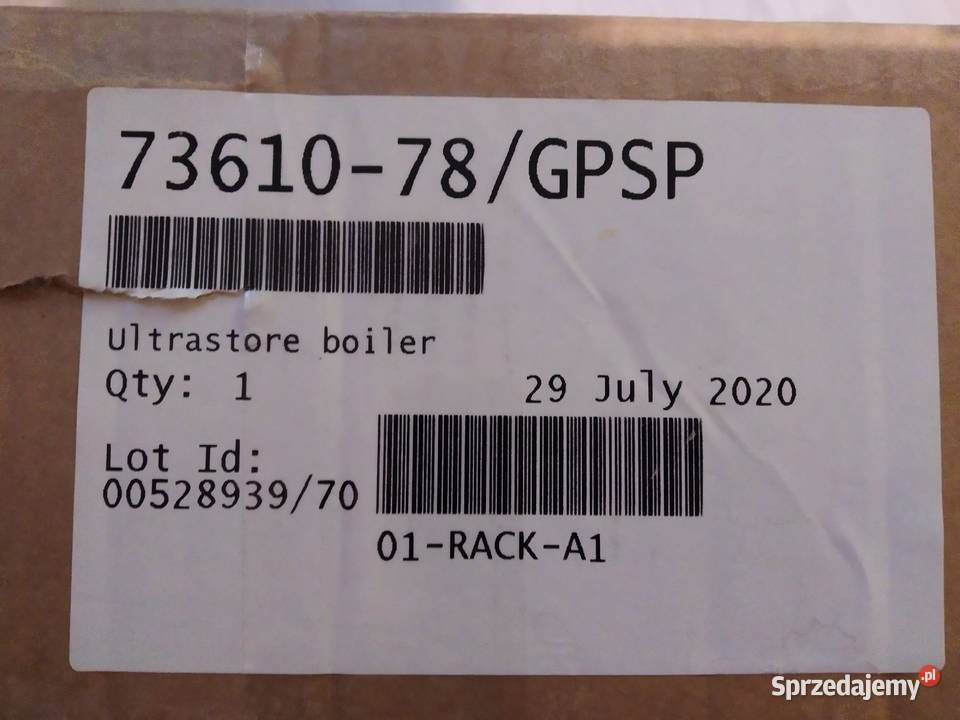 73610-78/GPSP
Ultrastore boiler
Qty: 1
29 July 2020
Lot Id:
00528939/70
01-RACK-A1
Sprzedajemy.pl